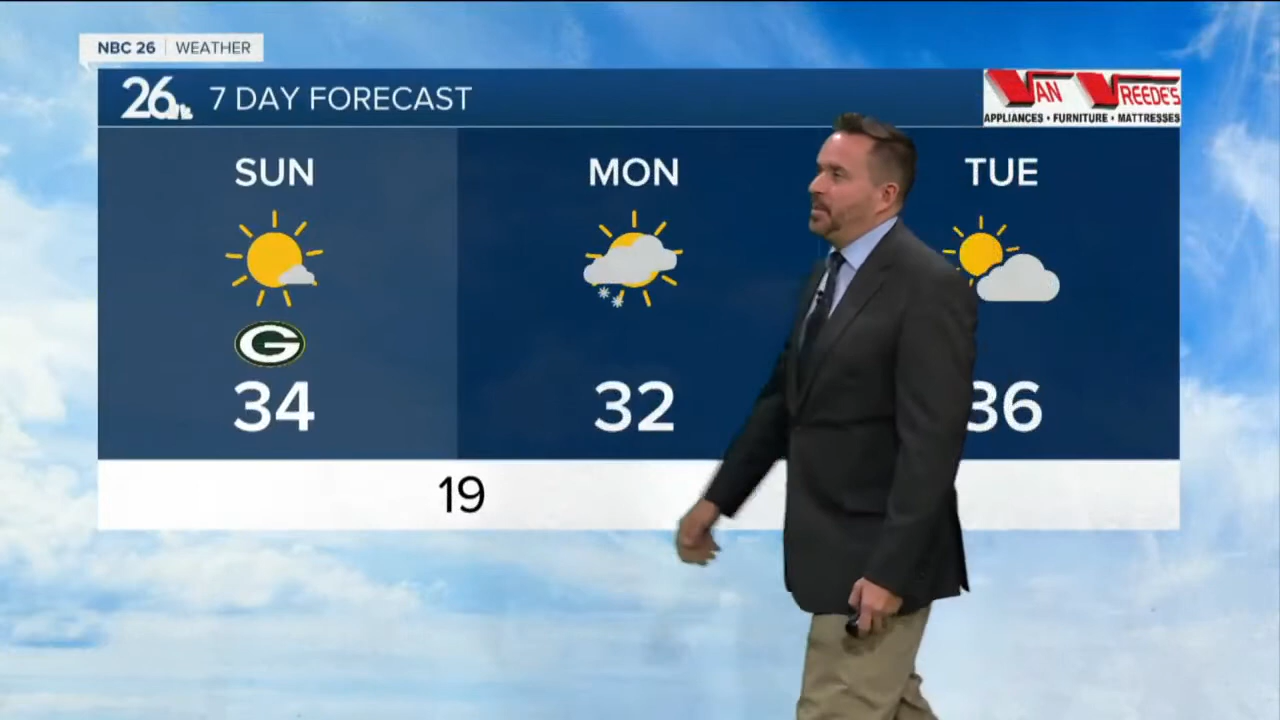 NBC 26 | WEATHER
26 7 DAY FORECAST
VAN VREEDE'S
APPLIANCES • FURNITURE • MATTRESSES
SUN MON TUE
G
34 32 36
19